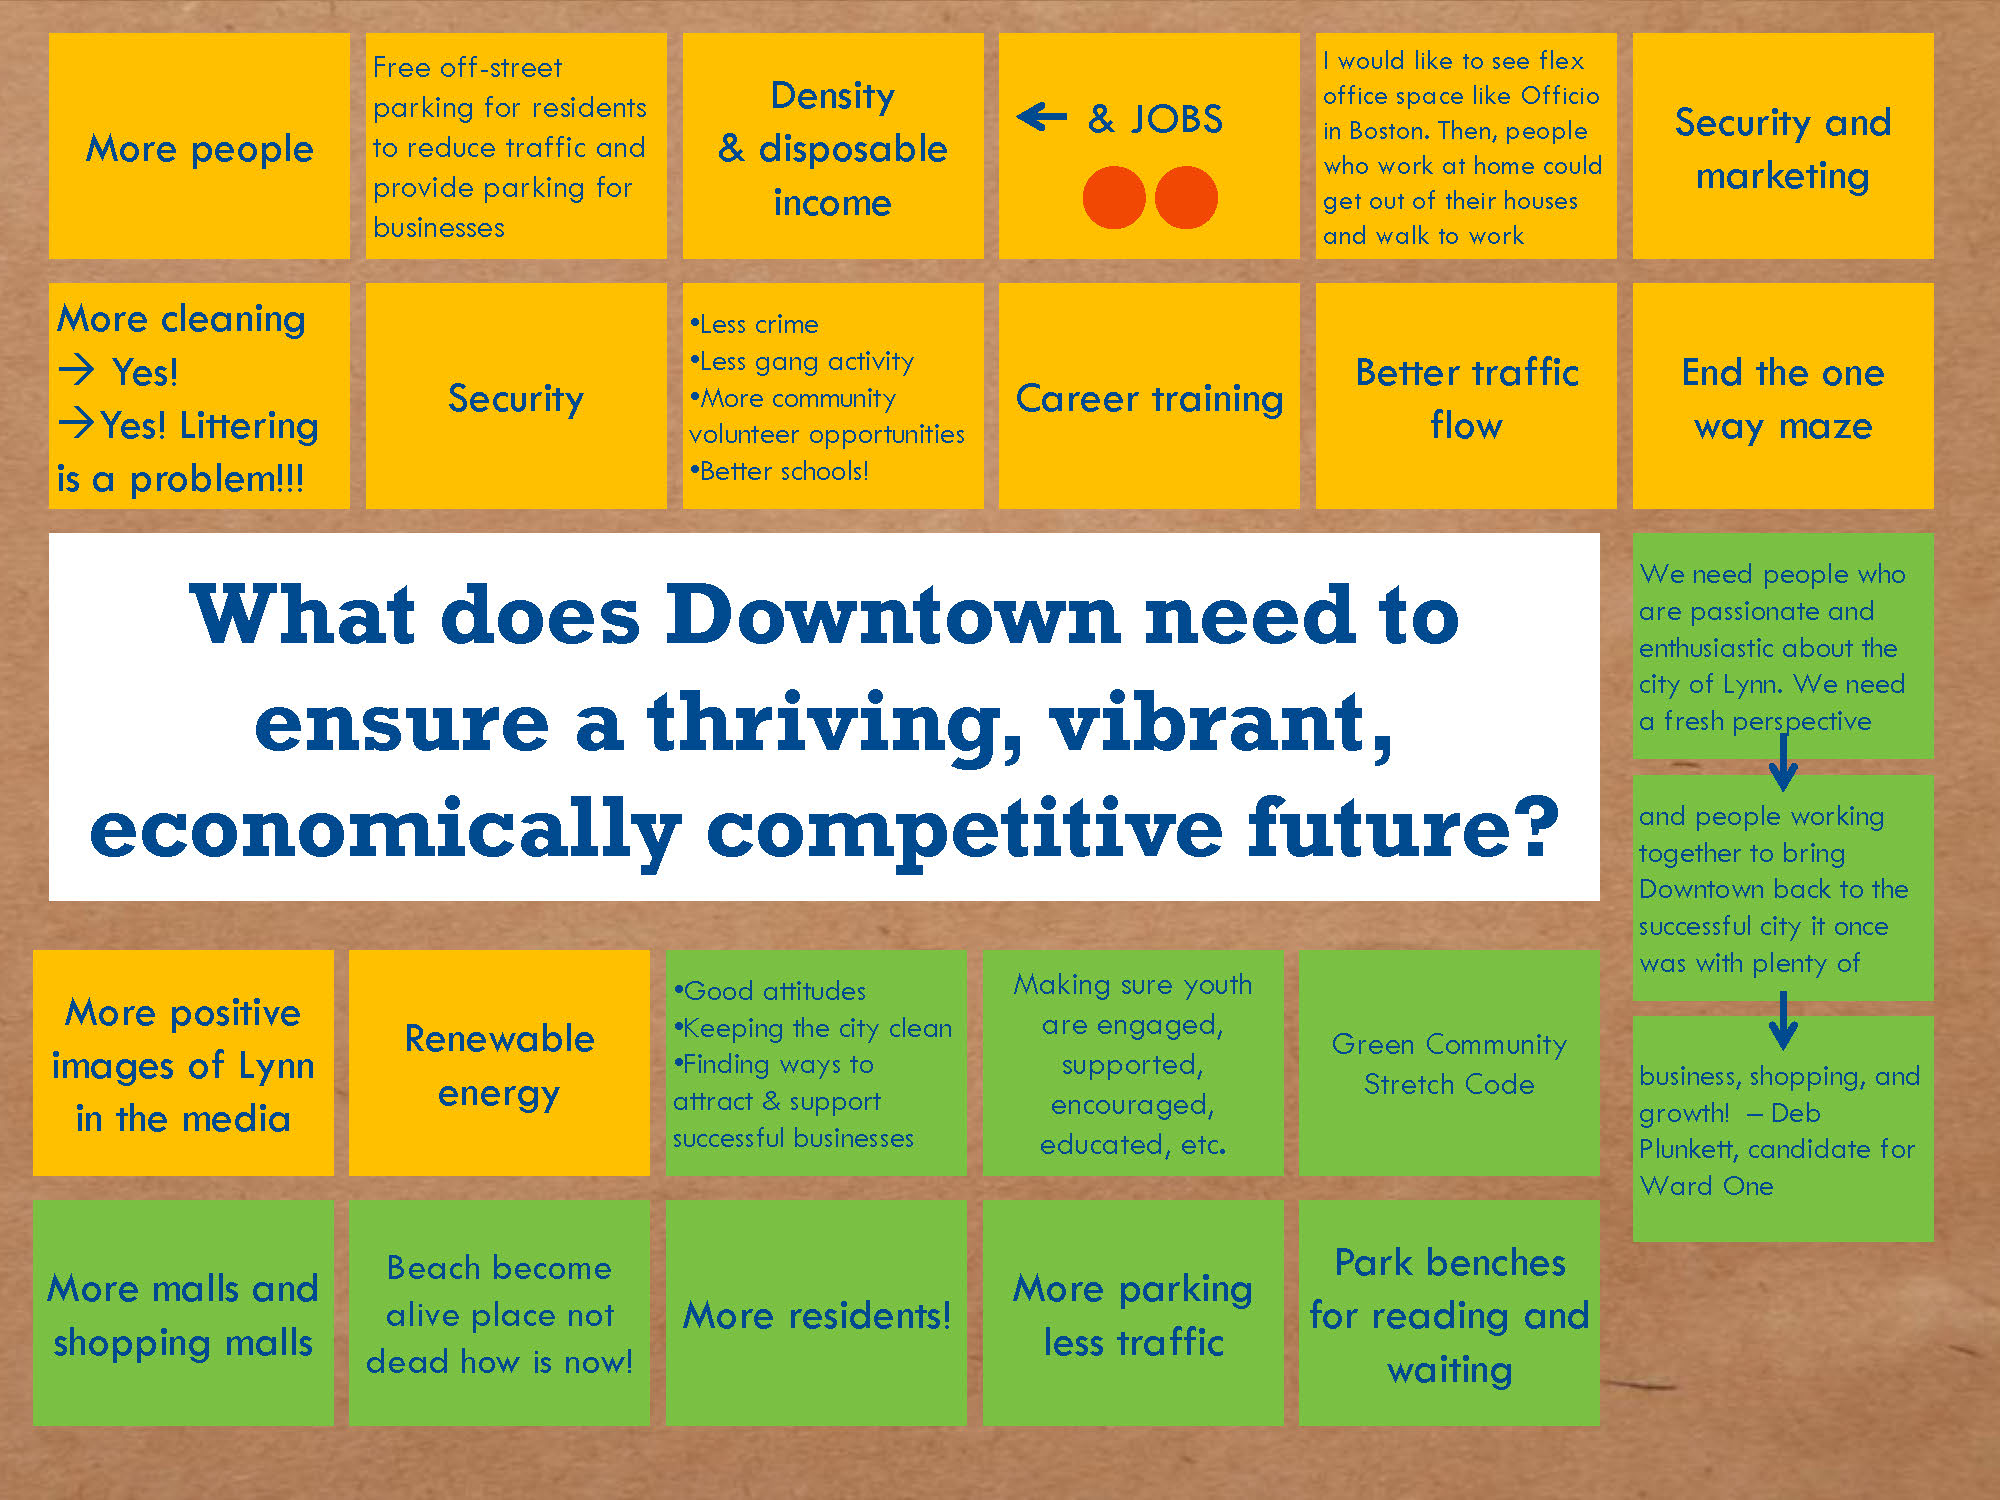 More people
Free off-street
parking for residents
to reduce traffic and
provide parking for
businesses
Density
& disposable
income
← & JOBS
I would like to see flex
office space like Officio
in Boston. Then, people
who work at home could
get out of their houses
and walk to work
Security and
marketing
More cleaning
→ Yes!
→Yes! Littering
is a problem!!!
Security
•Less crime
•Less gang activity
•More community
volunteer opportunities
•Better schools!
Career training
Better traffic
flow
End the one
way maze
What does Downtown need to
ensure a thriving, vibrant,
economically competitive future?
We need people who
are passionate and
enthusiastic about the
city of Lynn. We need
a fresh perspective
and people working
together to bring
Downtown back to the
successful city it once
was with plenty of
business, shopping, and
growth! – Deb
Plunkett, candidate for
Ward One
More positive
images of Lynn
in the media
Renewable
energy
•Good attitudes
•Keeping the city clean
•Finding ways to
attract & support
successful businesses
Making sure youth
are engaged,
supported,
encouraged,
educated, etc.
Green Community
Stretch Code
More malls and
shopping malls
Beach become
alive place not
dead how is now!
More residents!
More parking
less traffic
Park benches
for reading and
waiting